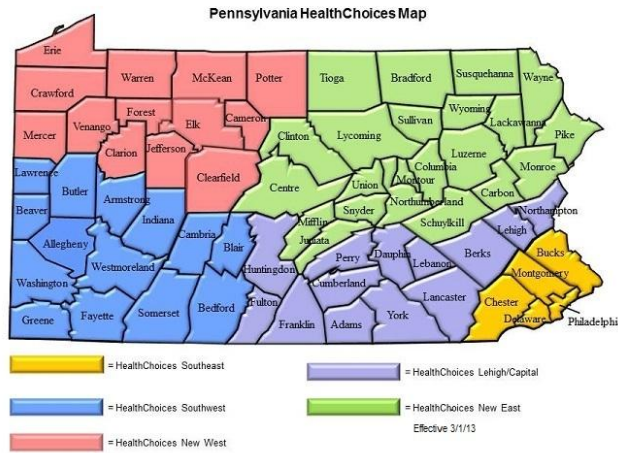 Pennsylvania HealthChoices Map
Erie
Crawford
Warren
McKean
Potter
Tioga
Bradford
Susquehanna
Wayne
Mercer
Venango
Forest
Elk
Cameron
Clinton
Lycoming
Sullivan
Wyoming
Lackawanna
Pike
Lawrence
Butler
Clarion
Jefferson
Clearfield
Centre
Union
Montour
Columbia
Luzerne
Monroe
Beaver
Armstrong
Indiana
Cambria
Blair
Mifflin
Snyder
Northumberland
Carbon
Northampton
Allegheny
Westmoreland
Huntingdon
Juniata
Perry
Dauphin
Schuylkill
Lebanon
Berks
Lehigh
Bucks
Montgomery
Washington
Greene
Fayette
Somerset
Bedford
Fulton
Franklin
Cumberland
Adams
York
Lancaster
Chester
Delaware
Philadelphi
= HealthChoices Southeast
= HealthChoices Lehigh/Capital
= HealthChoices Southwest
= HealthChoices New East
Effective 3/1/13
= HealthChoices New West